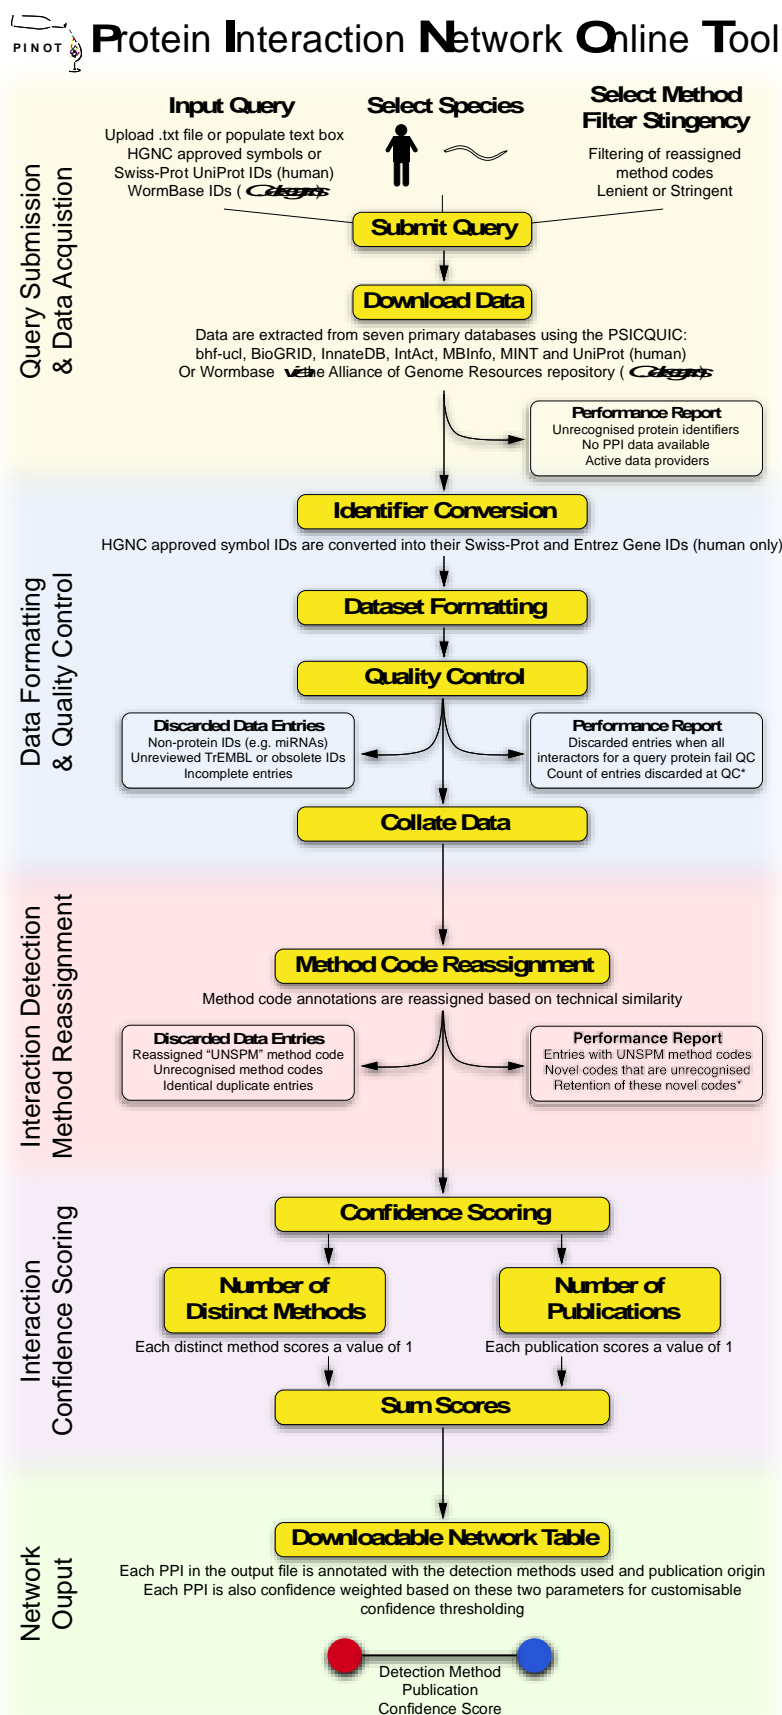 PINOT
Protein Interaction Network Online Tool
Query Submission
& Data Acquistion
Input Query
Upload .txt file or populate text box
HGNC approved symbols or
Swiss-Prot UniProt IDs (human)
WormBase IDs (
Select Species
Select Method
Filter Stingency
Filtering of reassigned
method codes
Lenient or Stringent
Submit Query
Download Data
Data are extracted from seven primary databases using the PSICQUIC:
bhf-ucl, BioGRID, InnateDB, IntAct, MBInfo, MINT and UniProt (human)
Or Wormbase via the Alliance of Genome Resources repository (
Performance Report
Unrecognised protein identifiers
No PPI data available
Active data providers
Data Formatting
& Quality Control
Identifier Conversion
HGNC approved symbol IDs are converted into their Swiss-Prot and Entrez Gene IDs (human only)
Dataset Formatting
Quality Control
Discarded Data Entries
Non-protein IDs (e.g. miRNAs)
Unreviewed TrEMBL or obsolete IDs
Incomplete entries
Performance Report
Discarded entries when all
interactors for a query protein fail QC
Count of entries discarded at QC*
Collate Data
Interaction Detection
Method Reassignment
Method Code Reassignment
Method code annotations are reassigned based on technical similarity
Discarded Data Entries
Reassigned “UNSPM” method code
Unrecognised method codes
Identical duplicate entries
Performance Report
Entries with UNSPM method codes
Novel codes that are unrecognised
Retention of these novel codes*
Interaction
Confidence Scoring
Confidence Scoring
Number of
Distinct Methods
Each distinct method scores a value of 1
Number of
Publications
Each publication scores a value of 1
Sum Scores
Network
Ouput
Downloadable Network Table
Each PPI in the output file is annotated with the detection methods used and publication origin
Each PPI is also confidence weighted based on these two parameters for customisable
confidence thresholding
Detection Method
Publication
Confidence Score